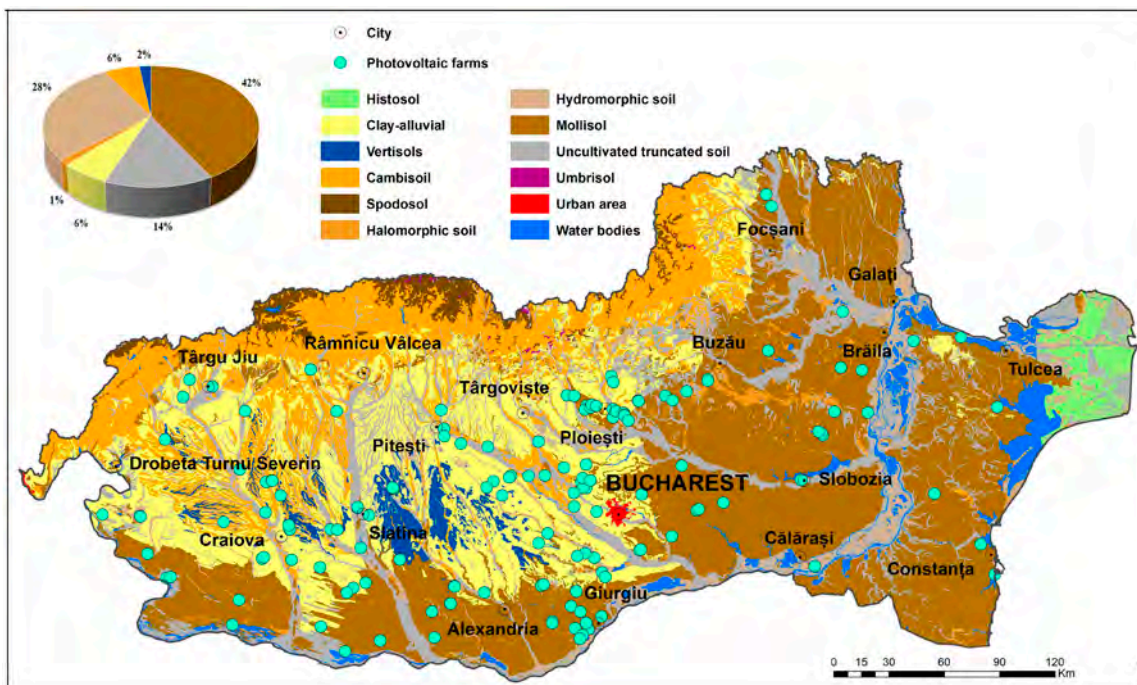 2%
6%
42%
28%
1%
6%
14%
City
Photovoltaic farms
Histosol
Hydromorphic soil
Clay-alluvial
Mollisol
Vertisols
Uncultivated truncated soil
Cambisoil
Umbrisol
Spodosol
Urban area
Halomorphic soil
Water bodies
Focșani
Galați
Râmnicu Vâlcea
Târgu Jiu
Buzău
Brăila
Tulcea
Târgoviște
Ploiești
Pitești
Drobeta Turnu Severin
BUCHAREST
Slobozia
Slatina
Craiova
Călărași
Constanța
Giurgiu
Alexandria
0 15 30 60 90 120
Km